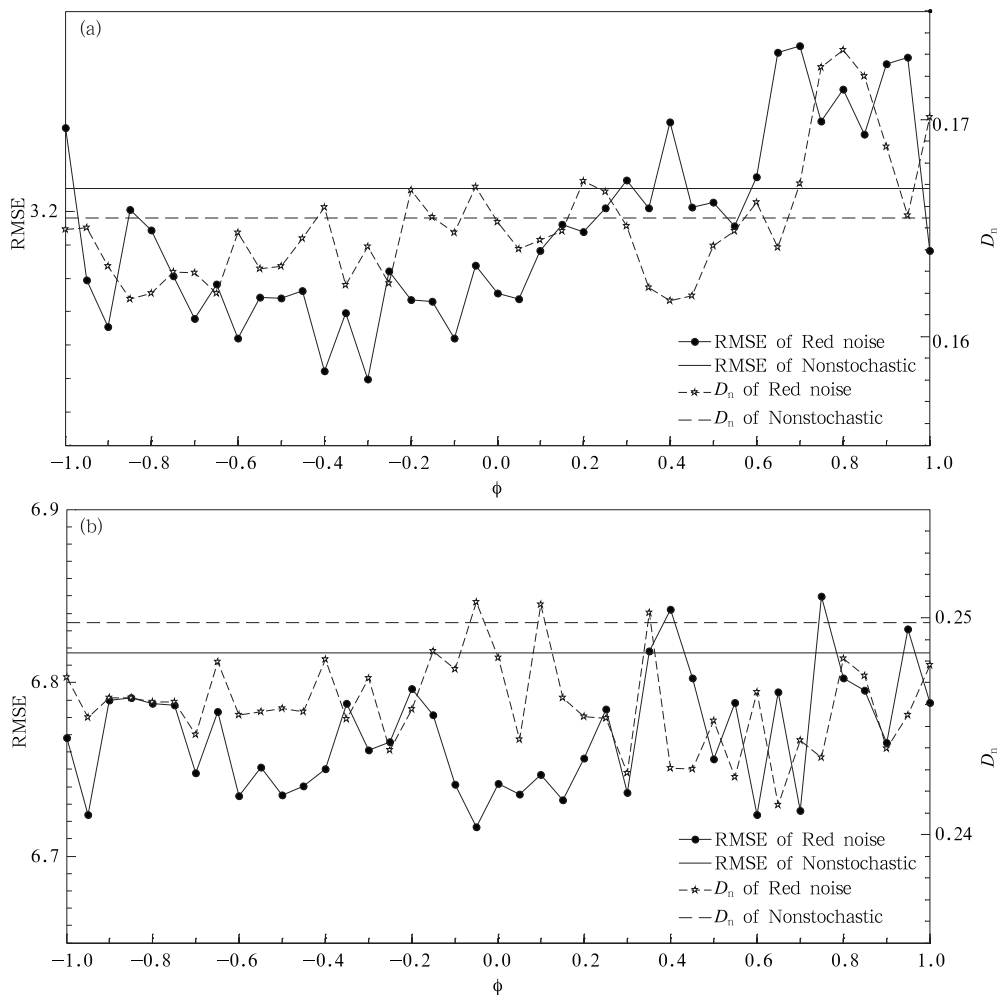 (a)
RMSE
3.2
0.17
0.16
Dn
RMSE of Red noise
RMSE of Nonstochastic
Dn of Red noise
Dn of Nonstochastic
−1.0 −0.8 −0.6 −0.4 −0.2 0.0 0.2 0.4 0.6 0.8 1.0
ϕ
(b)
RMSE
6.9
6.8
6.7
0.25
0.24
Dn
RMSE of Red noise
RMSE of Nonstochastic
Dn of Red noise
Dn of Nonstochastic
−1.0 −0.8 −0.6 −0.4 −0.2 0.0 0.2 0.4 0.6 0.8 1.0
ϕ